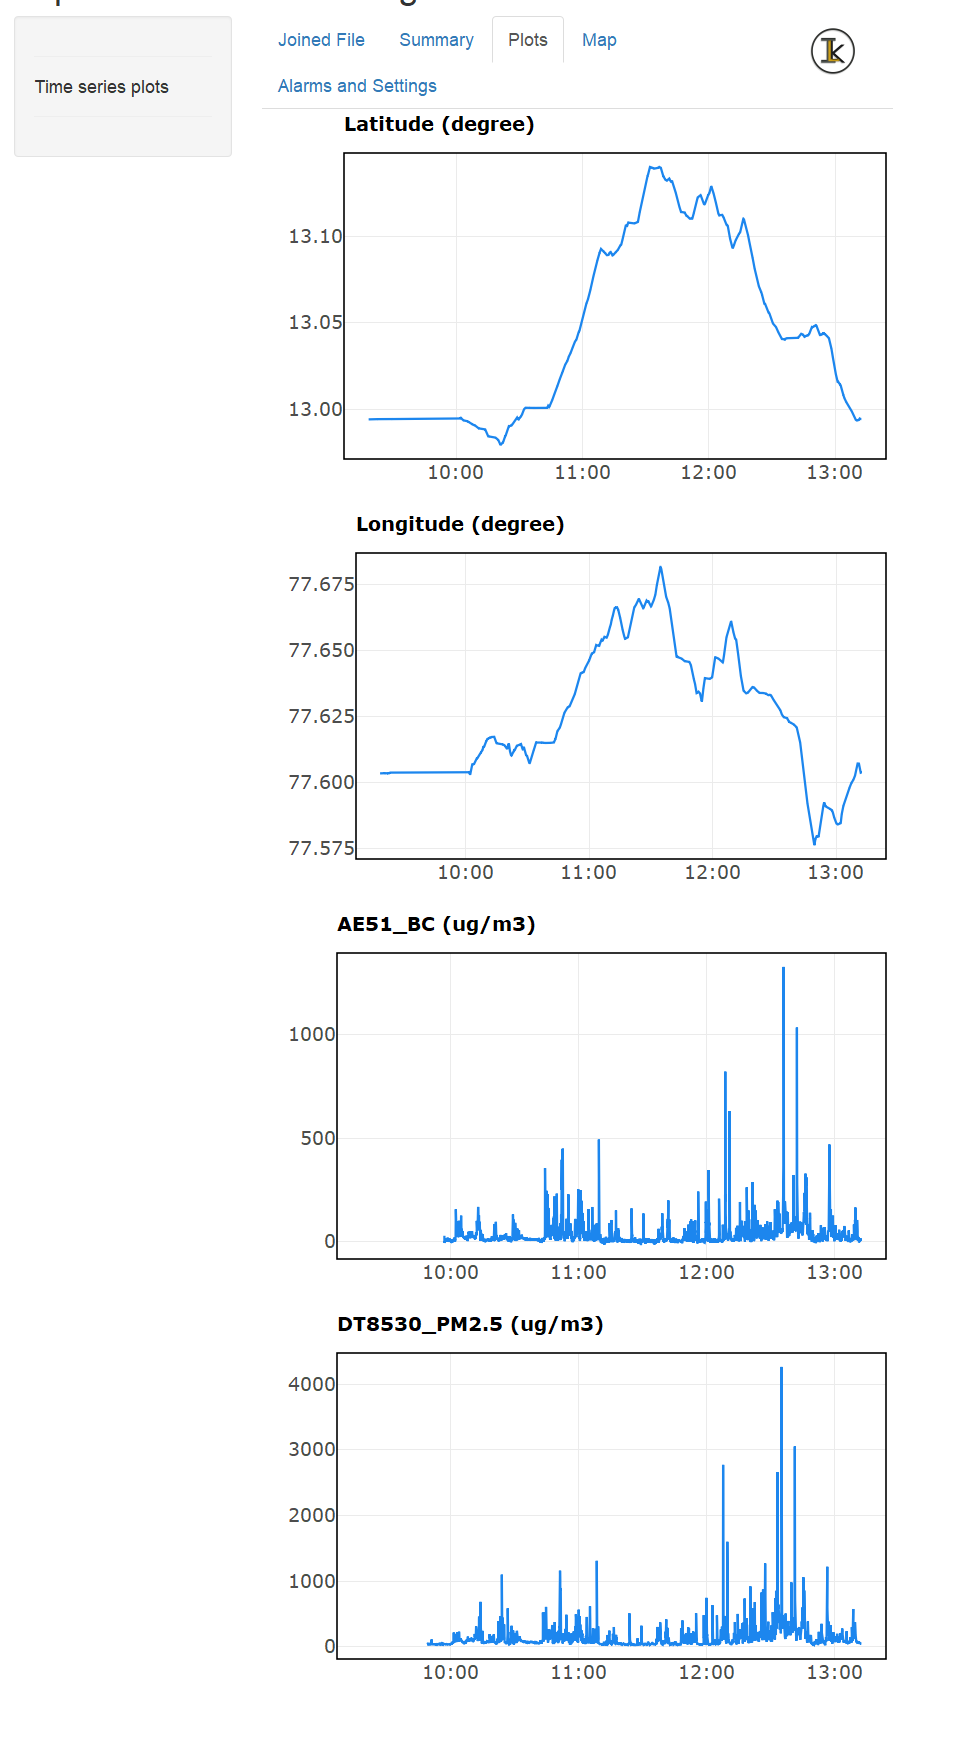 Joined File Summary Plots Map
Alarms and Settings
Time series plots
Latitude (degree)
13.10
13.05
13.00
10:00 11:00 12:00 13:00
Longitude (degree)
77.675
77.650
77.625
77.600
77.575
10:00 11:00 12:00 13:00
AE51_BC (ug/m3)
1000
500
0
10:00 11:00 12:00 13:00
DT8530_PM2.5 (ug/m3)
4000
3000
2000
1000
0
10:00 11:00 12:00 13:00